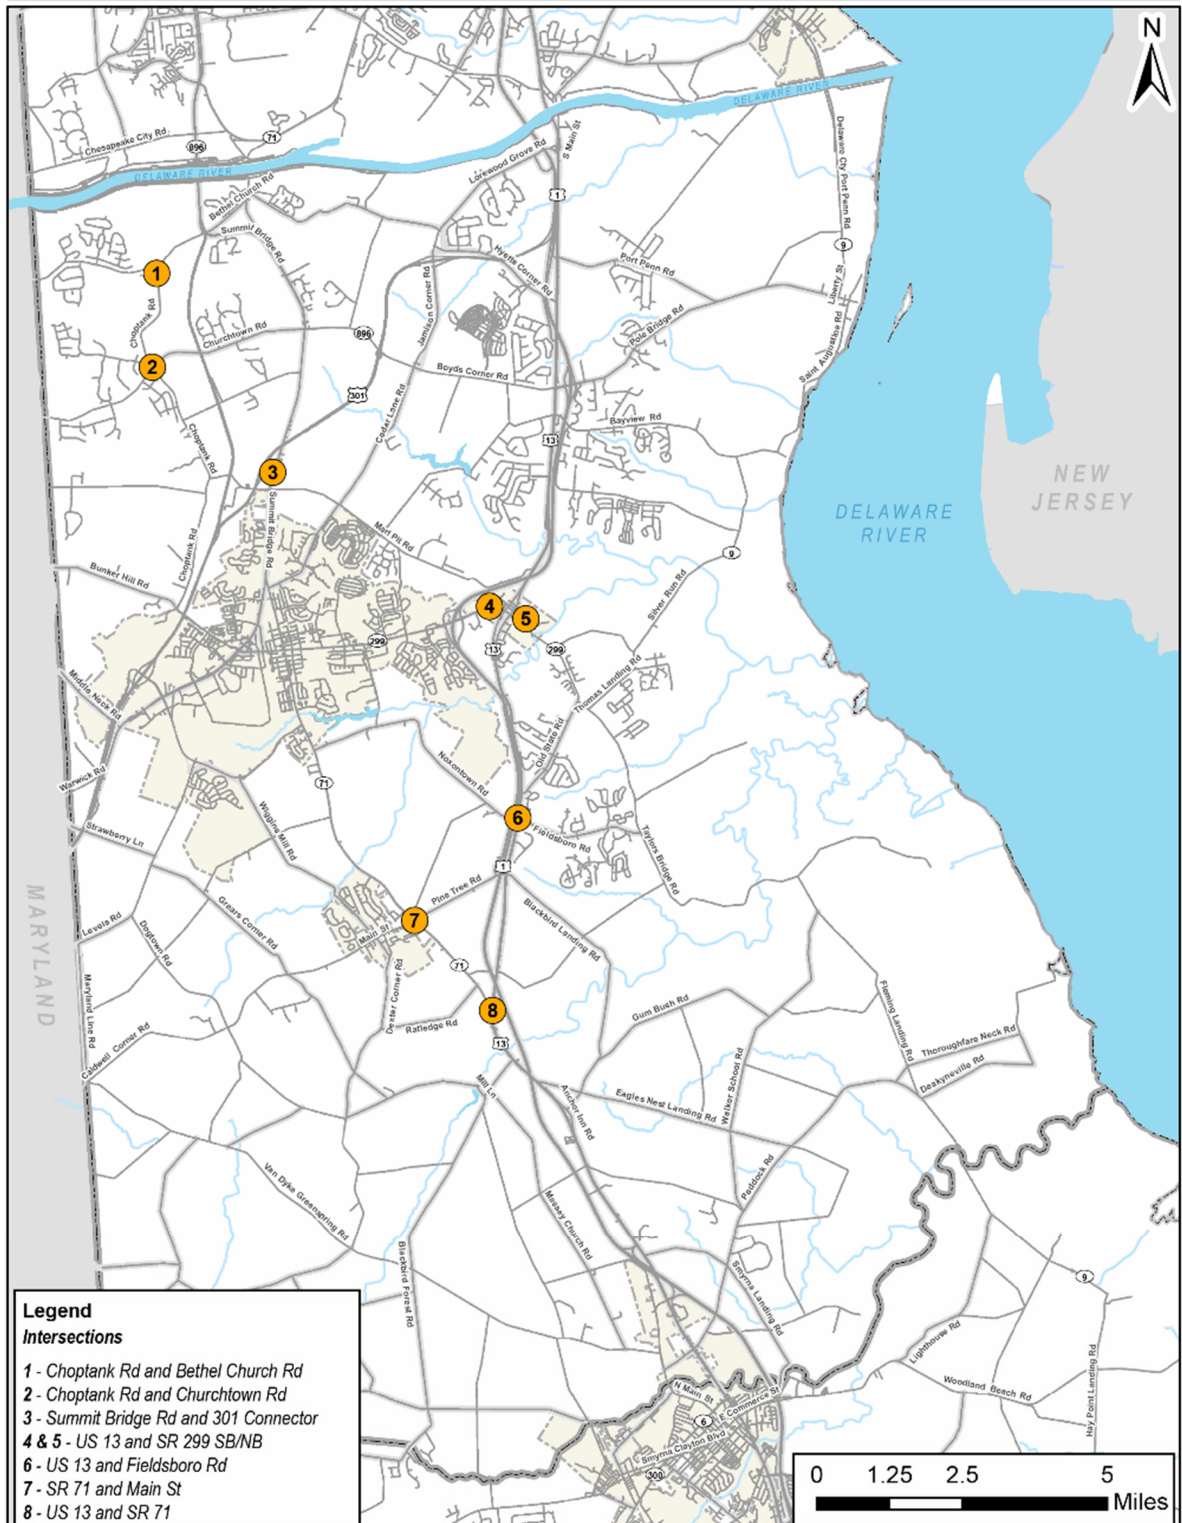 N
DELAWARE RIVER
Delaware Cty Port Penn Rd
S Main St
Chesapeake City Rd
71
896
Lorewood Grove Rd
DELAWARE RIVER
Bethel Church Rd
1
Summit Bridge Rd
9
Hyetts Corner Rd
Port Penn Rd
1
Liberty St
Jamison Corner Rd
Choptank Rd
Pole Bridge Rd
Churchtown Rd
896
Saint Augustine Rd
2
Boyds Corner Rd
301
Cedar Lane Rd
Bayview Rd
Choptank Rd
13
3
NEW
JERSEY
DELAWARE
RIVER
Summit Bridge Rd
Marl Pit Rd
Choptank Rd
9
Bunker Hill Rd
Silver Run Rd
4
5
299
13
299
Middle Neck Rd
Thomas Landing Rd
Old State Rd
Noxontown Rd
Warwick Rd
71
Wiggins Mill Rd
6
Strawberry Ln
Fieldsboro Rd
Taylors Bridge Rd
1
MARYLAND
Pine Tree Rd
Grears Corner Rd
Levels Rd
7
Blackbird Landing Rd
Main St
Dogtown Rd
71
Dexter Corner Rd
Maryland Line Rd
Fleming Landing Rd
Gum Bush Rd
8
Ratledge Rd
13
Thoroughfare Neck Rd
Caldwell Corner Rd
Deakyneville Rd
Mill Ln
Walker School Rd
Eagles Nest Landing Rd
Anchor Inn Rd
Paddock Rd
Van Dyke Greenspring Rd
Massey Church Rd
Blackbird Forest Rd
Smyrna Landing Rd
9
Lighthouse Rd
Woodland Beach Rd
Hay Point Landing Rd
N Main St
E Commerce St
6
Smyrna Clayton Blvd
300
Legend
Intersections
1 - Choptank Rd and Bethel Church Rd
2 - Choptank Rd and Churchtown Rd
3 - Summit Bridge Rd and 301 Connector
4 & 5 - US 13 and SR 299 SB/NB
6 - US 13 and Fieldsboro Rd
7 - SR 71 and Main St
8 - US 13 and SR 71
0 1.25 2.5 5
Miles